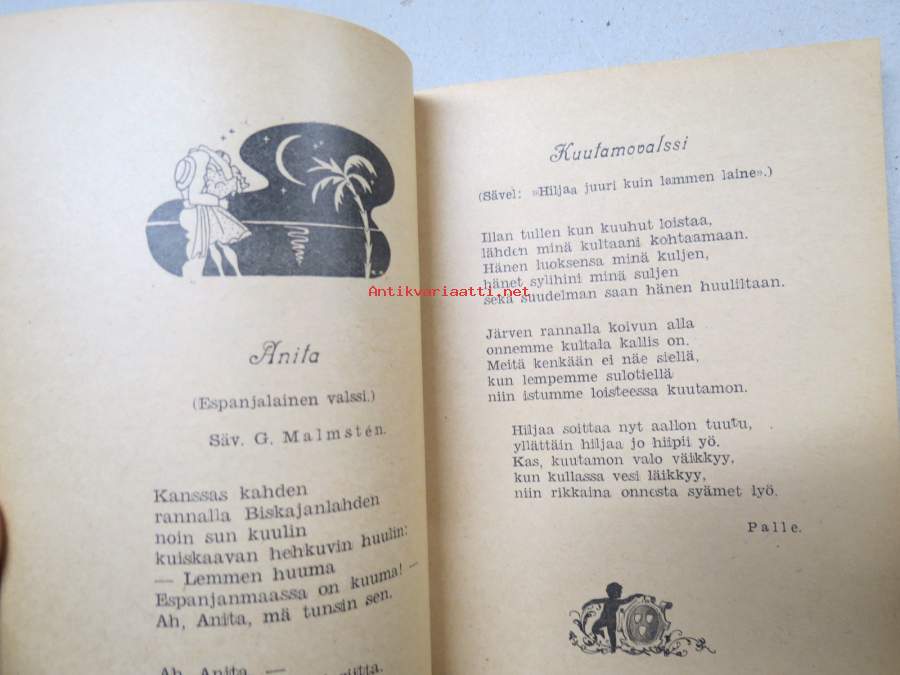 Anita
(Espanjalainen valssi.)
Säv. G. Malmstén.
Kanssas kahden
rannalla Biskajanlahden
noin sun kuulin
kuiskaavan hehkuvin huulin:
— Lemmen huuma
Espanjanmaassa on kuuma! —
Ah, Anita, mä tunsin sen.
Ah Anita —
Kuutamovalssi
(Sävel: »Hiljaa juuri kuin lammen laine».)
Illan tullen kun kuuhut loistaa,
lähden minä kultaani kohtaamaan.
Hänen luoksensa minä kuljen,
hänet sylihini minä suljen
sekä suudelman saan hänen huuliltaan.
Järven rannalla koivun alla
onnemme kultala kallis on.
Meitä kenkään ei näe siellä,
kun lempemme sulotiellä
niin istumme loisteessa kuutamon.
Hiljaa soittaa nyt aallon tuutu,
yllättäin hiljaa jo hiipii yö.
Kas, kuutamon valo väikkyy,
kun kullassa vesi läikkyy,
niin rikkaina onnesta syämet lyö.
Palle.
Antikvariaatti.net